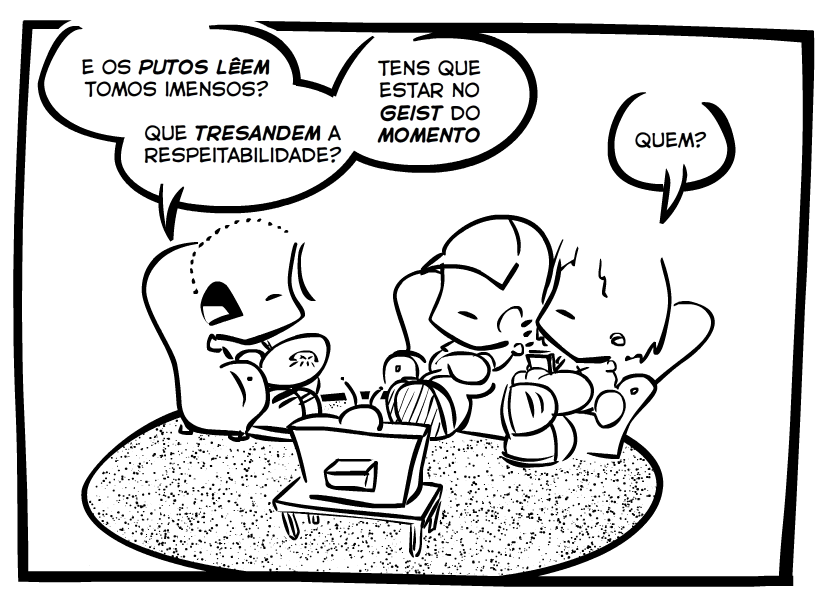 E OS PUTOS LÊEM
TOMOS IMENSOS?
QUE TRESANDEM A
RESPEITABILIDADE?
TENS QUE
ESTAR NO
GEIST DO
MOMENTO
QUEM?